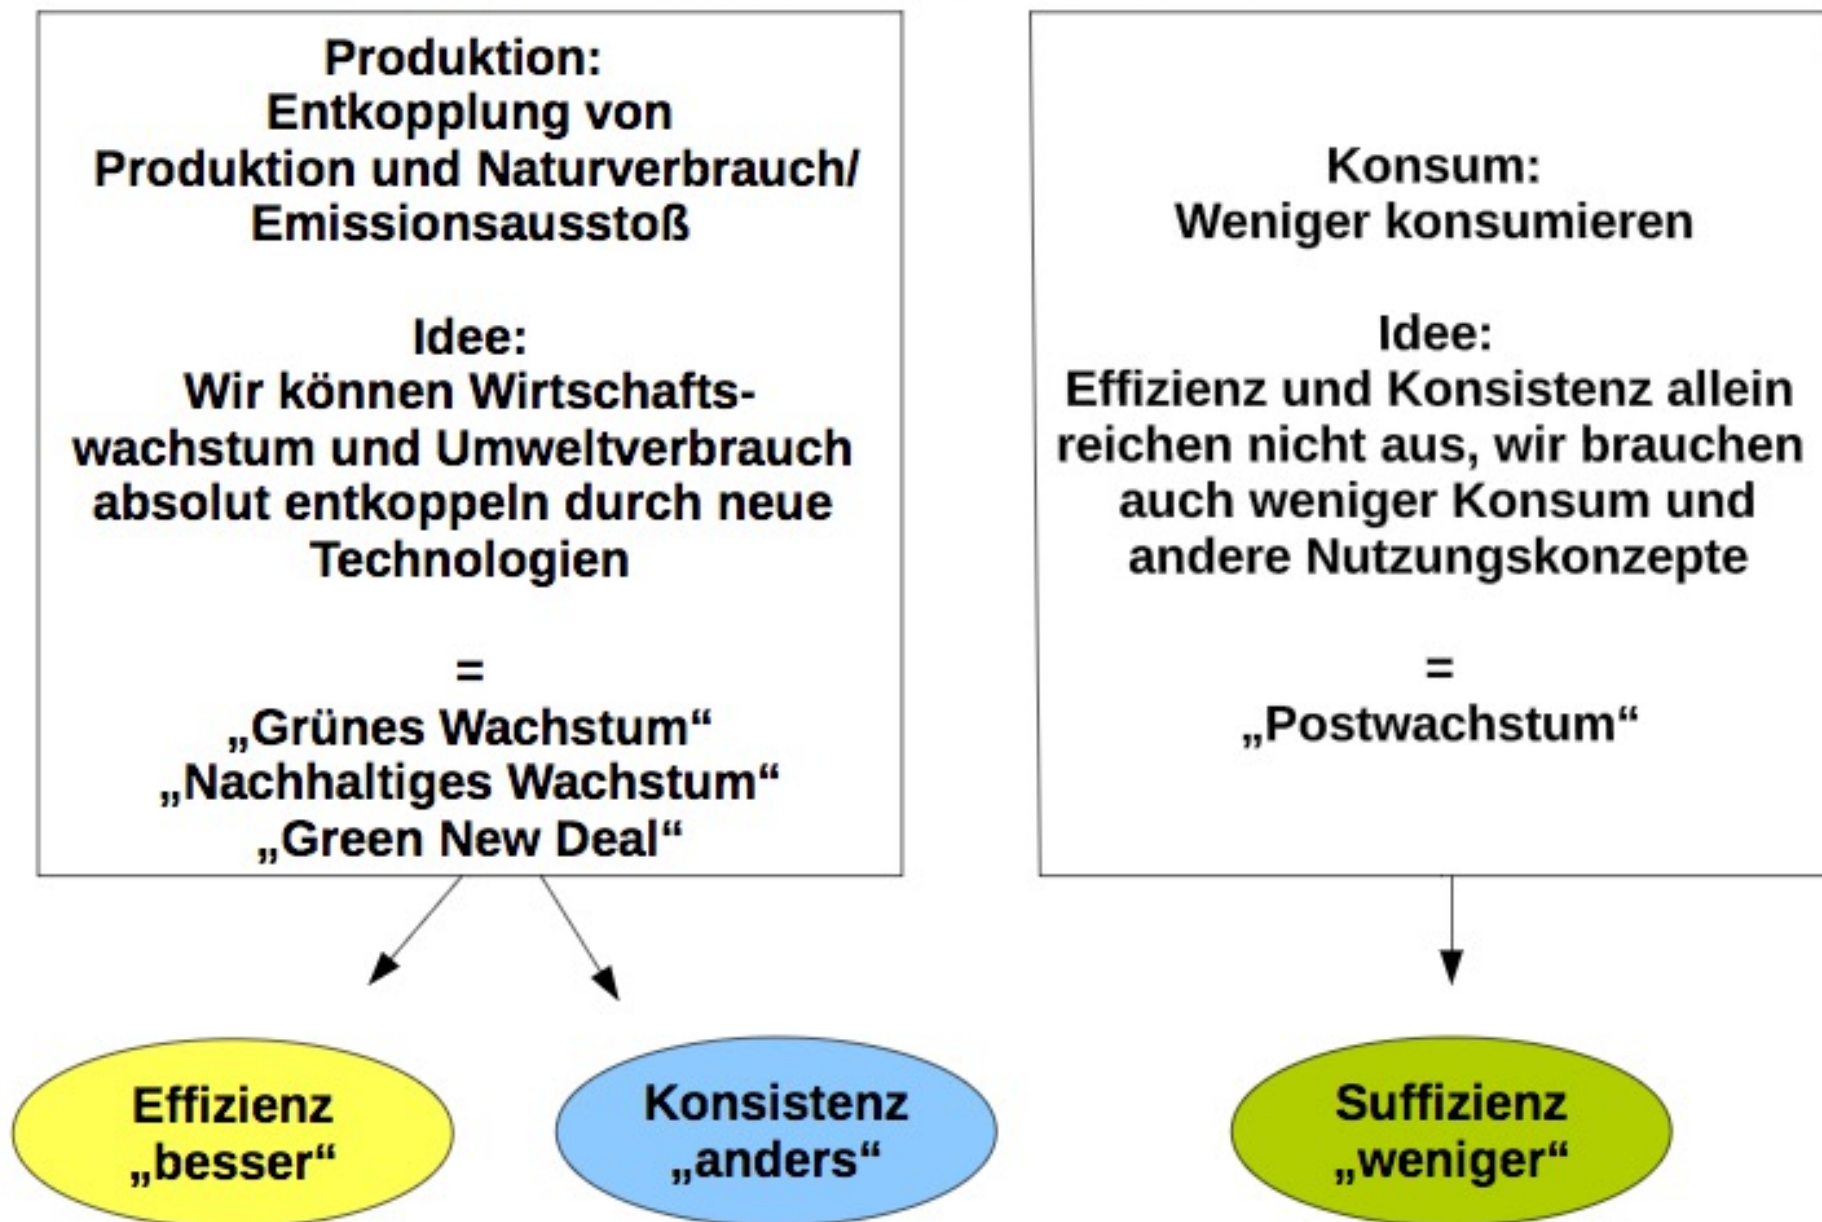 Produktion:
Entkopplung von
Produktion und Naturverbrauch/
Emissionsausstoß
Idee:
Wir können Wirtschafts-
wachstum und Umweltverbrauch
absolut entkoppeln durch neue
Technologien
=
„Grünes Wachstum“
„Nachhaltiges Wachstum“
„Green New Deal“
Konsum:
Weniger konsumieren
Idee:
Effizienz und Konsistenz allein
reichen nicht aus, wir brauchen
auch weniger Konsum und
andere Nutzungskonzepte
=
„Postwachstum“
Effizienz
„besser“
Konsistenz
„anders“
Suffizienz
„weniger“